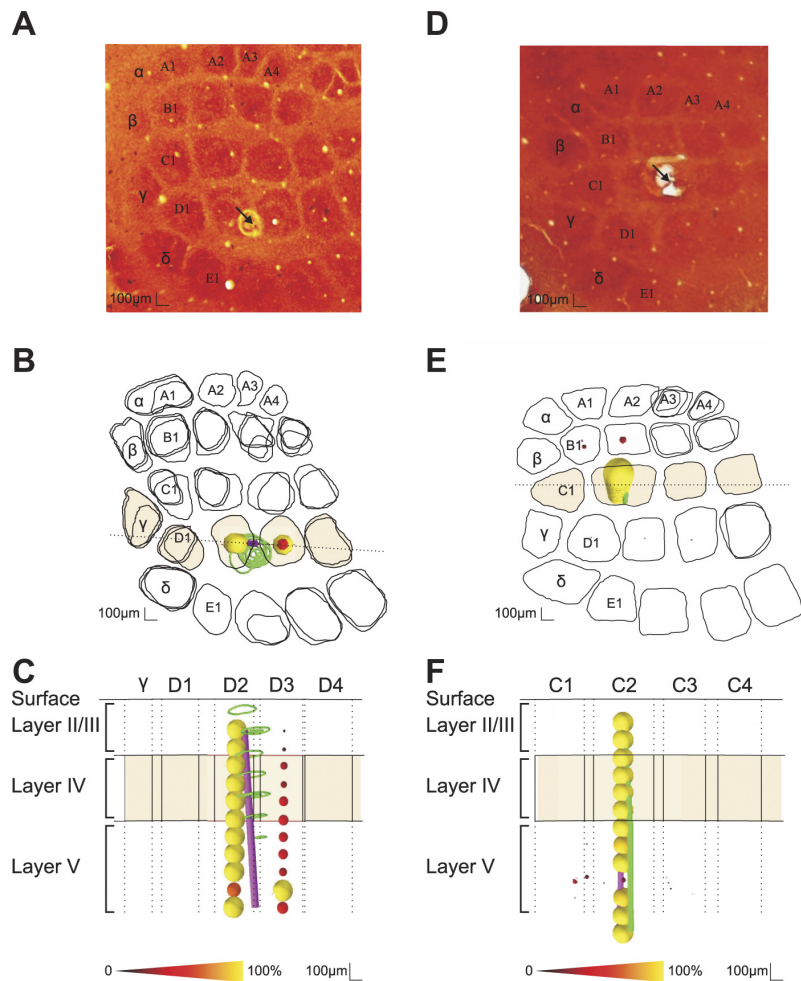 A
α A1 A2 A3 A4
β B1
C1
γ D1
δ E1
100μm
B
α A1 A2 A3 A4
β B1
C1
γ D1
δ E1
100μm
C
γ D1 D2 D3 D4
Surface
Layer II/III
Layer IV
Layer V
0 100% 100μm
D
α A1 A2 A3 A4
β B1
C1
γ D1
δ E1
100μm
E
α A1 A2 A3 A4
β B1
C1
γ D1
δ E1
100μm
F
C1 C2 C3 C4
Surface
Layer II/III
Layer IV
Layer V
0 100% 100μm